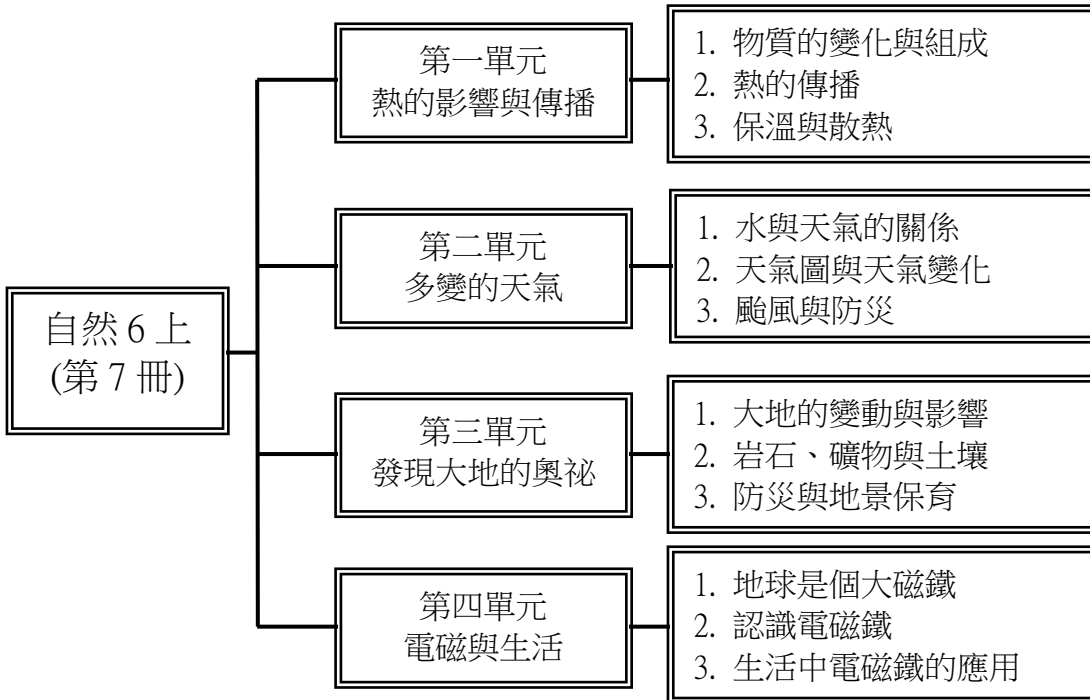 自然 6 上
(第 7 冊)
第一單元
熱的影響與傳播
1. 物質的變化與組成
2. 熱的傳播
3. 保溫與散熱
第二單元
多變的天氣
1. 水與天氣的關係
2. 天氣圖與天氣變化
3. 颱風與防災
第三單元
發現大地的奧祕
1. 大地的變動與影響
2. 岩石、礦物與土壤
3. 防災與地景保育
第四單元
電磁與生活
1. 地球是個大磁鐵
2. 認識電磁鐵
3. 生活中電磁鐵的應用